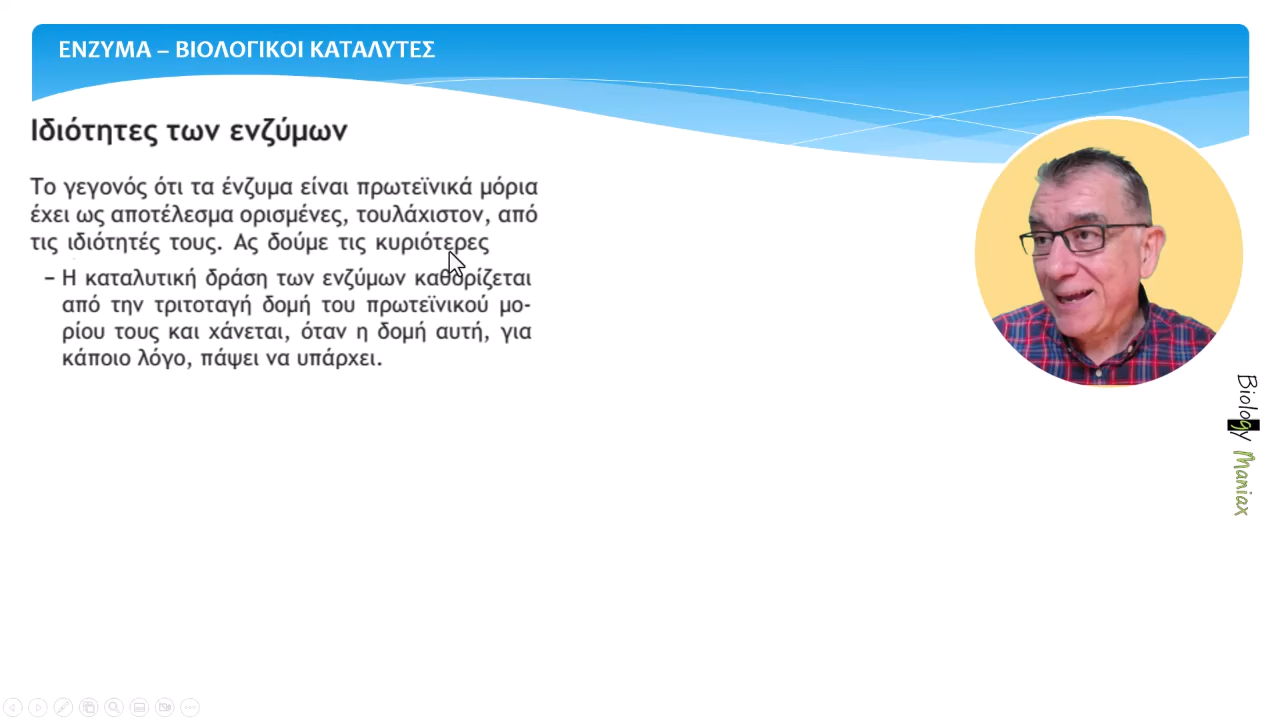 ΕΝΖΥΜΑ – ΒΙΟΛΟΓΙΚΟΙ ΚΑΤΑΛΥΤΕΣ
Ιδιότητες των ενζύμων
Το γεγονός ότι τα ένζυμα είναι πρωτεϊνικά μόρια
έχει ως αποτέλεσμα ορισμένες, τουλάχιστον, από
τις ιδιότητές τους. Ας δούμε τις κυριότερες
– Η καταλυτική δράση των ενζύμων καθορίζεται
από την τριτοταγή δομή του πρωτεϊνικού μο-
ρίου τους και χάνεται, όταν η δομή αυτή, για
κάποιο λόγο, πάψει να υπάρχει.
Biology Maniax